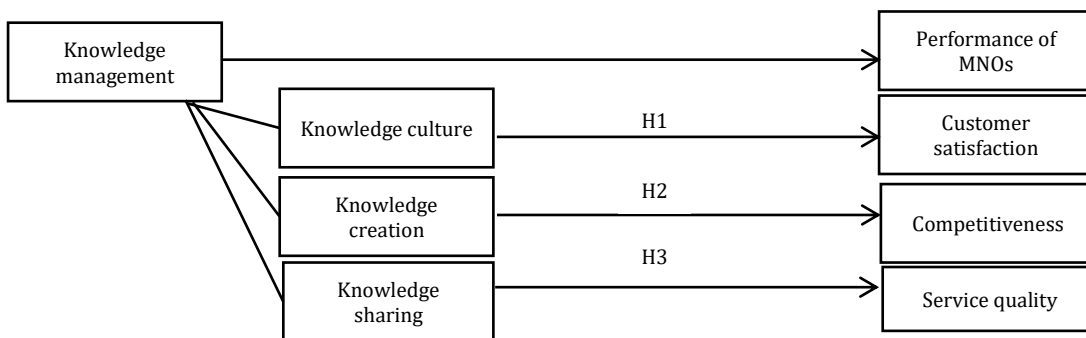 Knowledge
management
Performance of
MNOs
Knowledge culture
H1
Customer
satisfaction
Knowledge
creation
H2
Competitiveness
H3
Knowledge
sharing
Service quality